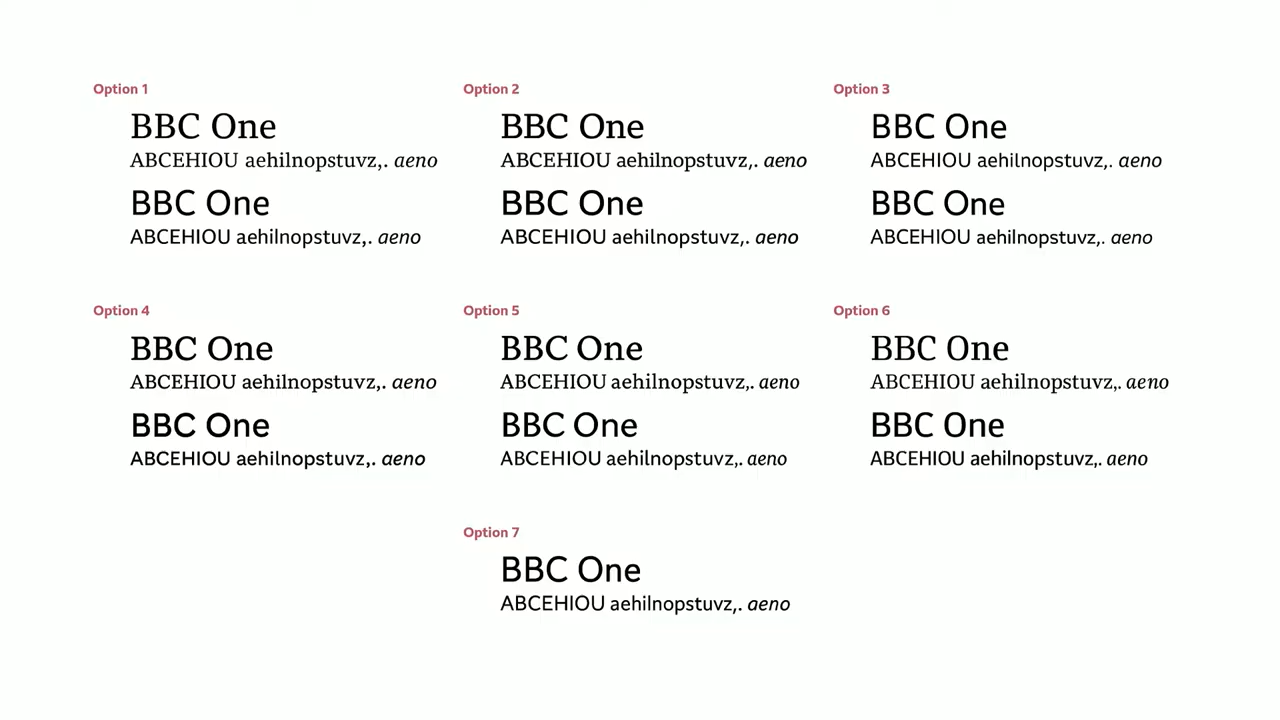 Option 1
BBC One
ABCEHIOU aehilnopstuvz,. aeno
BBC One
ABCEHIOU aehilnopstuvz,. aeno
Option 2
BBC One
ABCEHIOU aehilnopstuvz,. aeno
BBC One
ABCEHIOU aehilnopstuvz,. aeno
Option 3
BBC One
ABCEHIOU aehilnopstuvz,. aeno
BBC One
ABCEHIOU aehilnopstuvz,. aeno
Option 4
BBC One
ABCEHIOU aehilnopstuvz,. aeno
BBC One
ABCEHIOU aehilnopstuvz,. aeno
Option 5
BBC One
ABCEHIOU aehilnopstuvz,. aeno
BBC One
ABCEHIOU aehilnopstuvz,. aeno
Option 6
BBC One
ABCEHIOU aehilnopstuvz,. aeno
BBC One
ABCEHIOU aehilnopstuvz,. aeno
Option 7
BBC One
ABCEHIOU aehilnopstuvz,. aeno